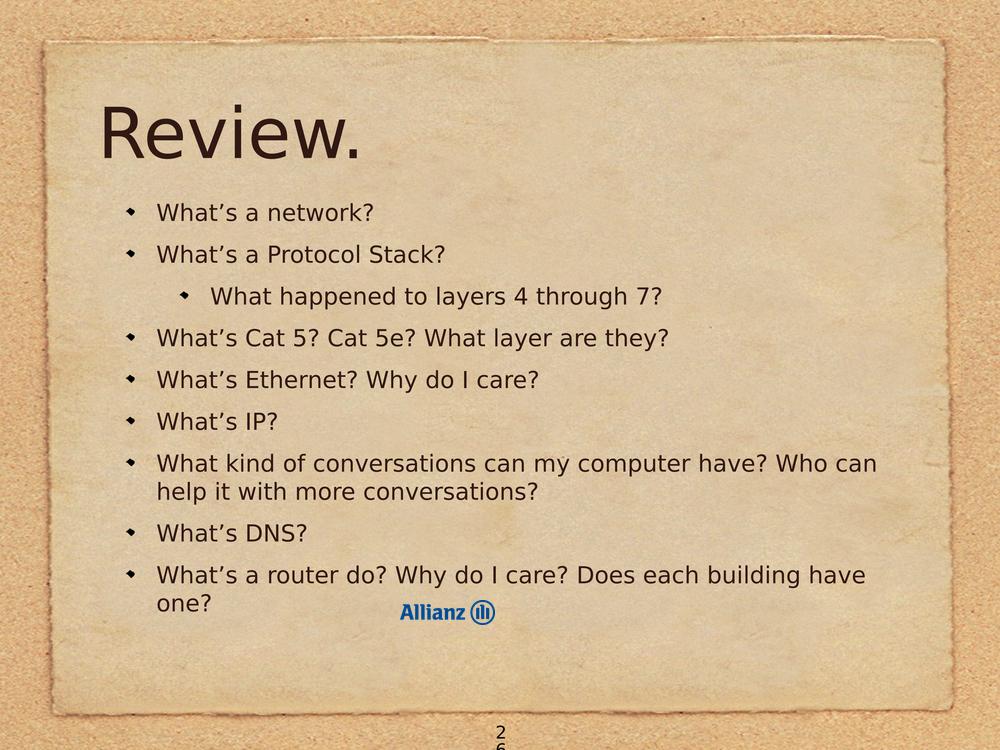 Review.
What’s a network?
What’s a Protocol Stack?
What happened to layers 4 through 7?
What’s Cat 5? Cat 5e? What layer are they?
What’s Ethernet? Why do I care?
What’s IP?
What kind of conversations can my computer have? Who can
help it with more conversations?
What’s DNS?
What’s a router do? Why do I care? Does each building have
one?
Allianz
2
6